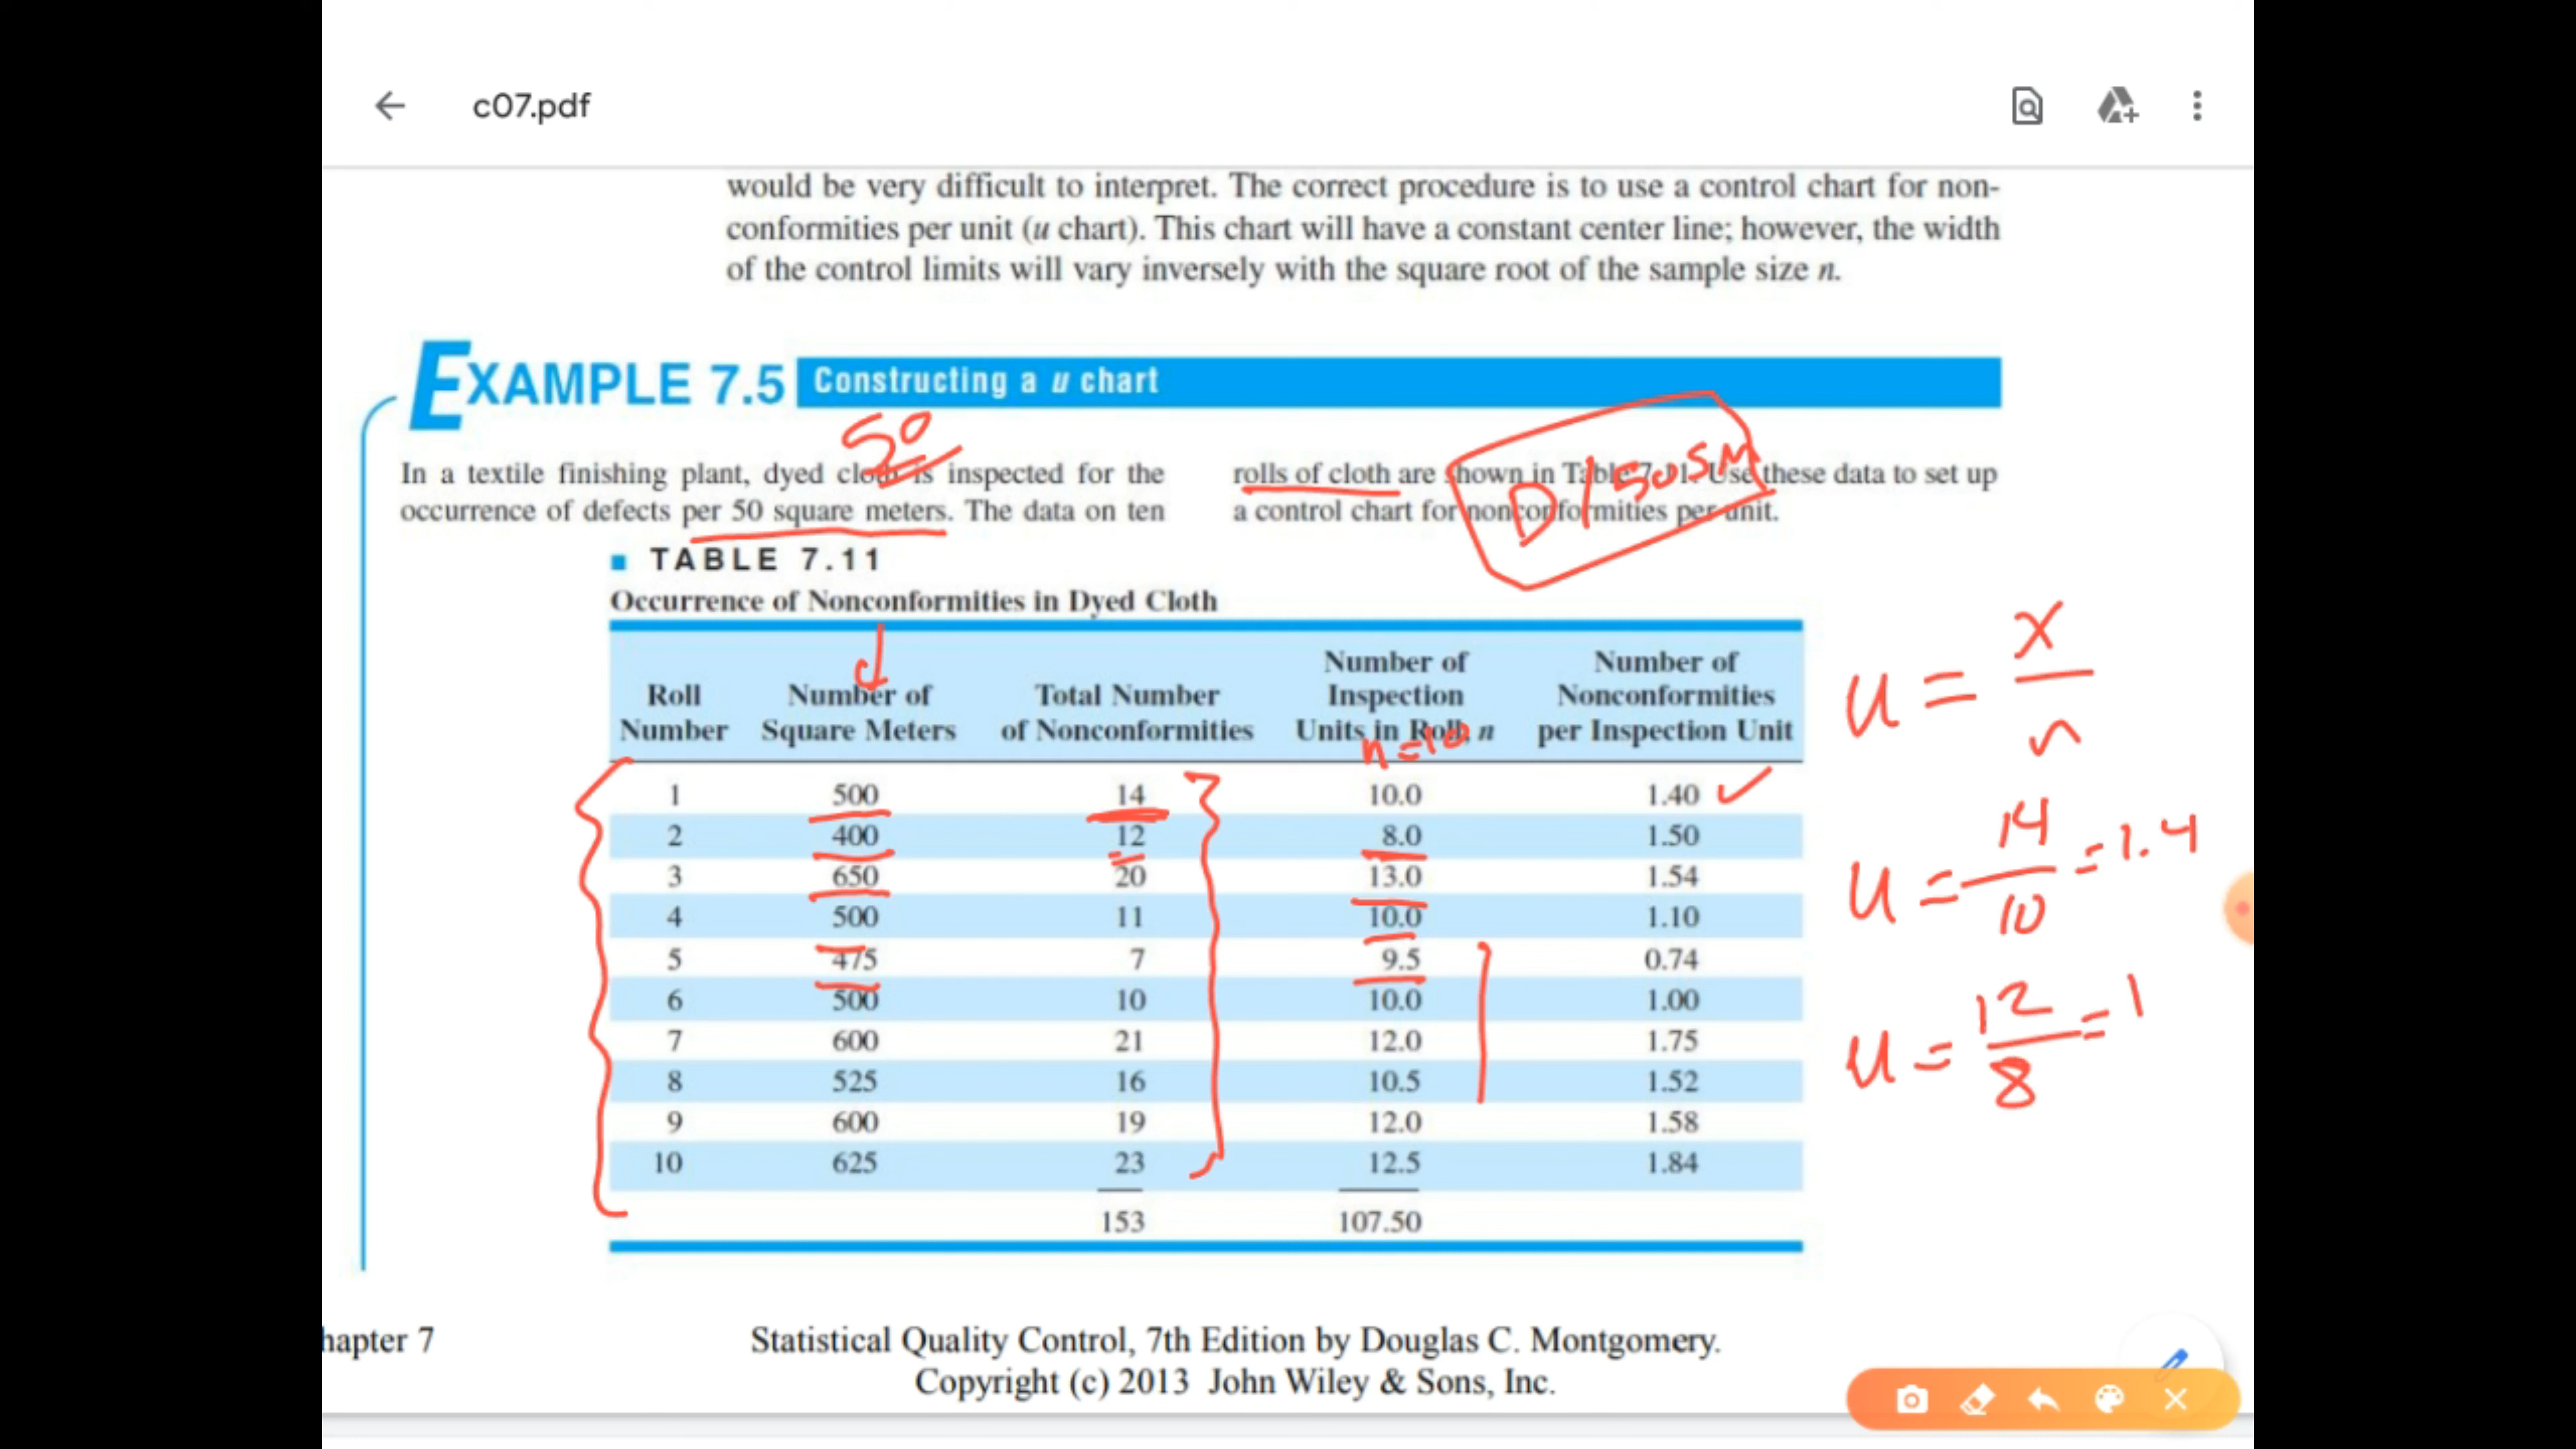 c07.pdf
would be very difficult to interpret. The correct procedure is to use a control chart for non-
conformities per unit (u chart). This chart will have a constant center line; however, the width
of the control limits will vary inversely with the square root of the sample size n.
EXAMPLE 7.5 Constructing a u chart
50
In a textile finishing plant, dyed cloth is inspected for the
occurrence of defects per 50 square meters. The data on ten
rolls of cloth are shown in Table 7.11. Use these data to set up
a control chart for nonconformities per unit.
D/50SM
TABLE 7.11
Occurrence of Nonconformities in Dyed Cloth
Roll Number | Number of Square Meters | Total Number of Nonconformities | Number of Inspection Units in Roll, n | Number of Nonconformities per Inspection Unit
n=10
1 500 14 10.0 1.40
2 400 12 8.0 1.50
3 650 20 13.0 1.54
4 500 11 10.0 1.10
5 475 7 9.5 0.74
6 500 10 10.0 1.00
7 600 21 12.0 1.75
8 525 16 10.5 1.52
9 600 19 12.0 1.58
10 625 23 12.5 1.84
153 107.50
u = x/n
u = 14/10 = 1.4
u = 12/8 = 1
hapter 7
Statistical Quality Control, 7th Edition by Douglas C. Montgomery.
Copyright (c) 2013 John Wiley & Sons, Inc.